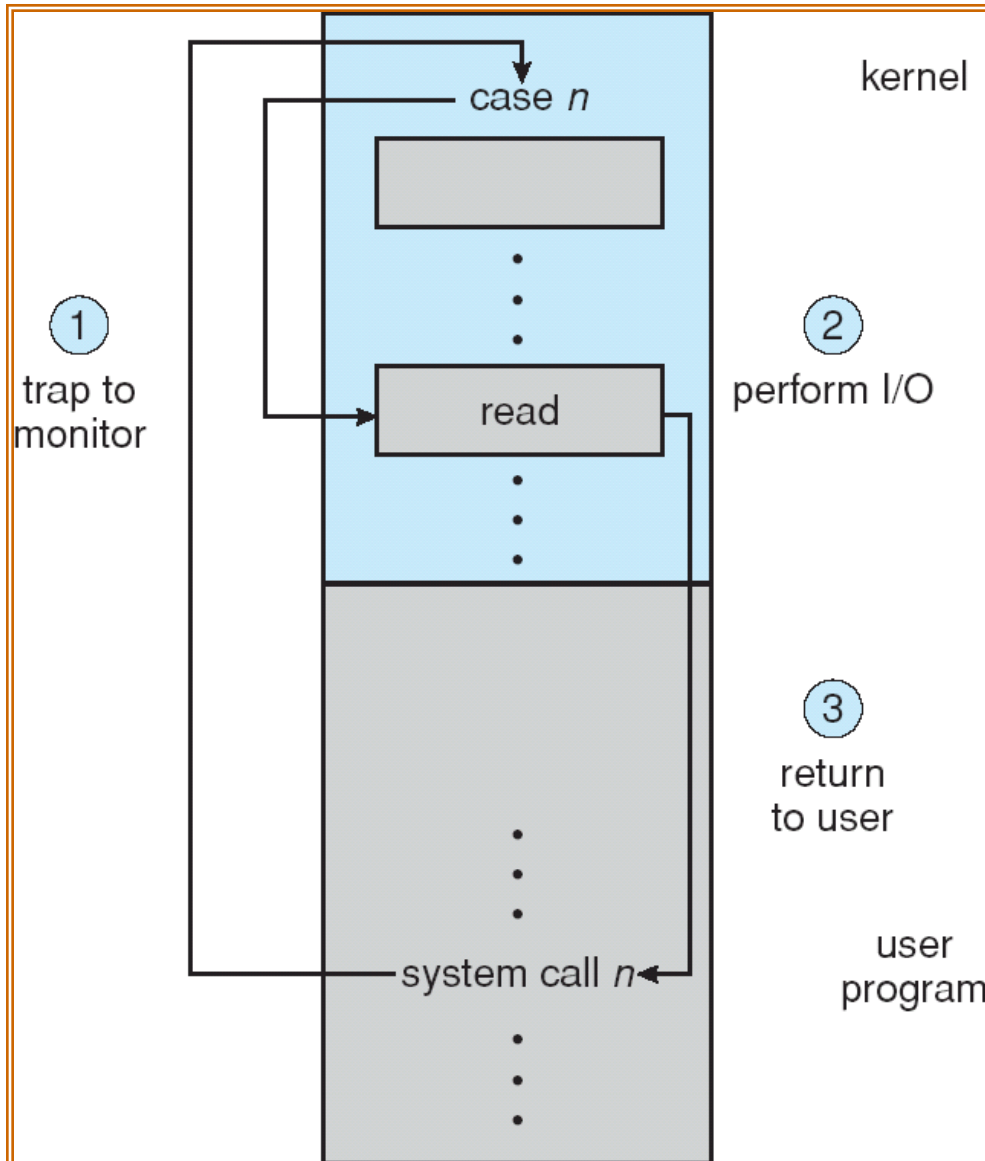 kernel
case n
1
trap to
monitor
2
perform I/O
read
3
return
to user
system call n
user
program